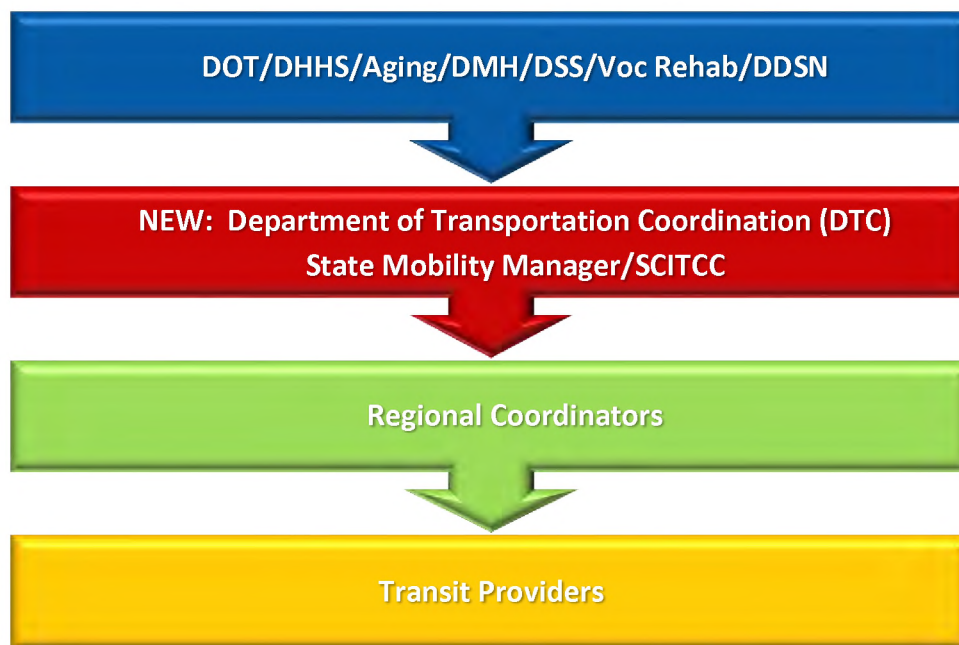 DOT/DHHS/Aging/DMH/DSS/Voc Rehab/DDSN
NEW:  Department of Transportation Coordination (DTC)
State Mobility Manager/SCITCC
Regional Coordinators
Transit Providers